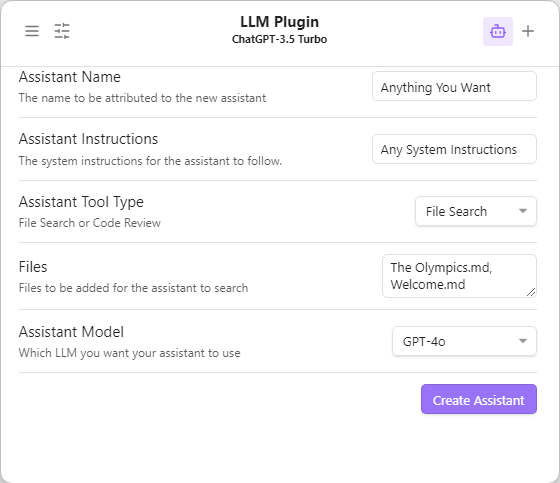 LLM Plugin
ChatGPT-3.5 Turbo
Assistant Name
The name to be attributed to the new assistant
Anything You Want
Assistant Instructions
The system instructions for the assistant to follow.
Any System Instructions
Assistant Tool Type
File Search or Code Review
File Search
Files
Files to be added for the assistant to search
The Olympics.md,
Welcome.md
Assistant Model
Which LLM you want your assistant to use
GPT-4o
Create Assistant